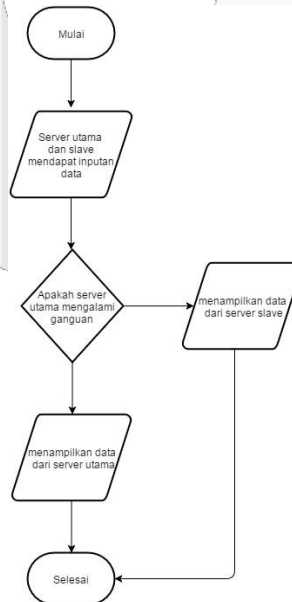 Mulai
Server utama
dan slave
mendapat inputan
data
Apakah server
utama mengalami
ganguan
menampilkan data
dari server slave
menampilkan data
dari server utama
Selesai